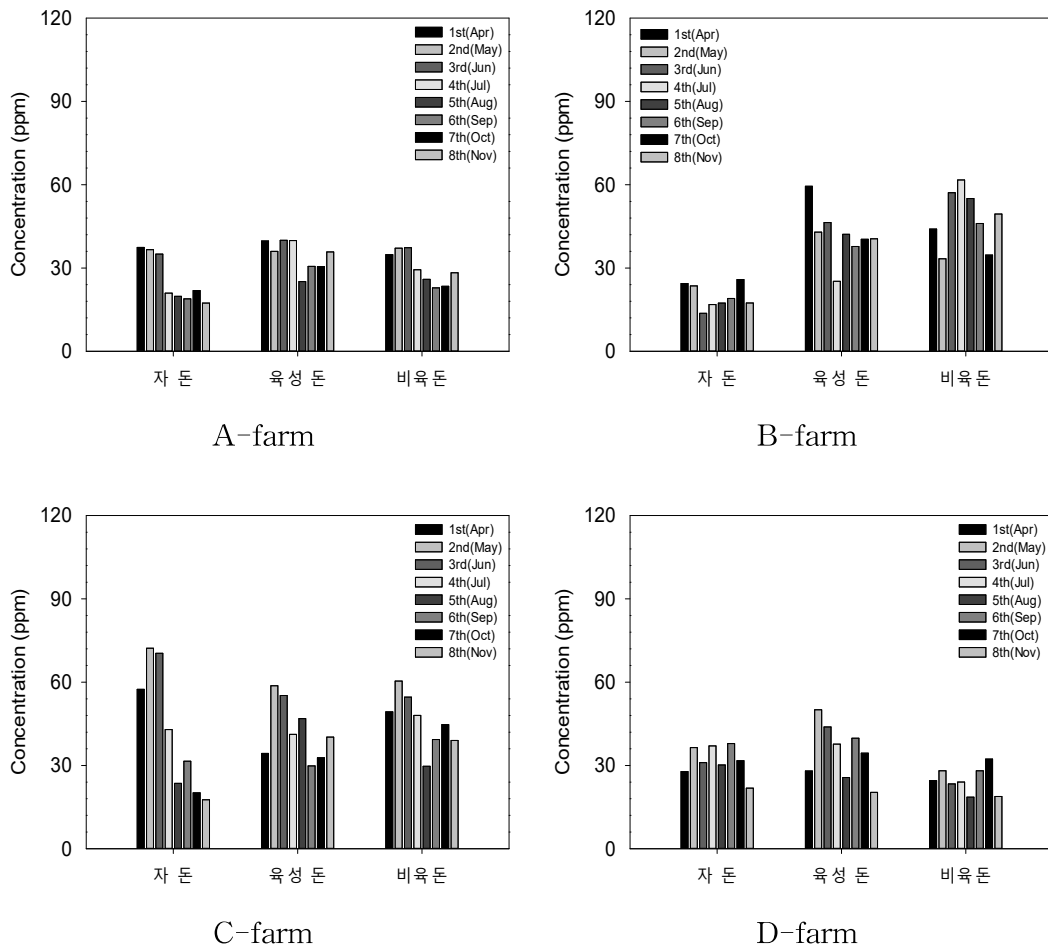 120
90
60
30
0
Concentration (ppm)
1st(Apr)
2nd(May)
3rd(Jun)
4th(Jul)
5th(Aug)
6th(Sep)
7th(Oct)
8th(Nov)
자 돈
육성 돈
비육돈
A-farm
120
90
60
30
0
Concentration (ppm)
1st(Apr)
2nd(May)
3rd(Jun)
4th(Jul)
5th(Aug)
6th(Sep)
7th(Oct)
8th(Nov)
자 돈
육성 돈
비육돈
B-farm
120
90
60
30
0
Concentration (ppm)
1st(Apr)
2nd(May)
3rd(Jun)
4th(Jul)
5th(Aug)
6th(Sep)
7th(Oct)
8th(Nov)
자 돈
육성 돈
비육돈
C-farm
120
90
60
30
0
Concentration (ppm)
1st(Apr)
2nd(May)
3rd(Jun)
4th(Jul)
5th(Aug)
6th(Sep)
7th(Oct)
8th(Nov)
자 돈
육성 돈
비육돈
D-farm